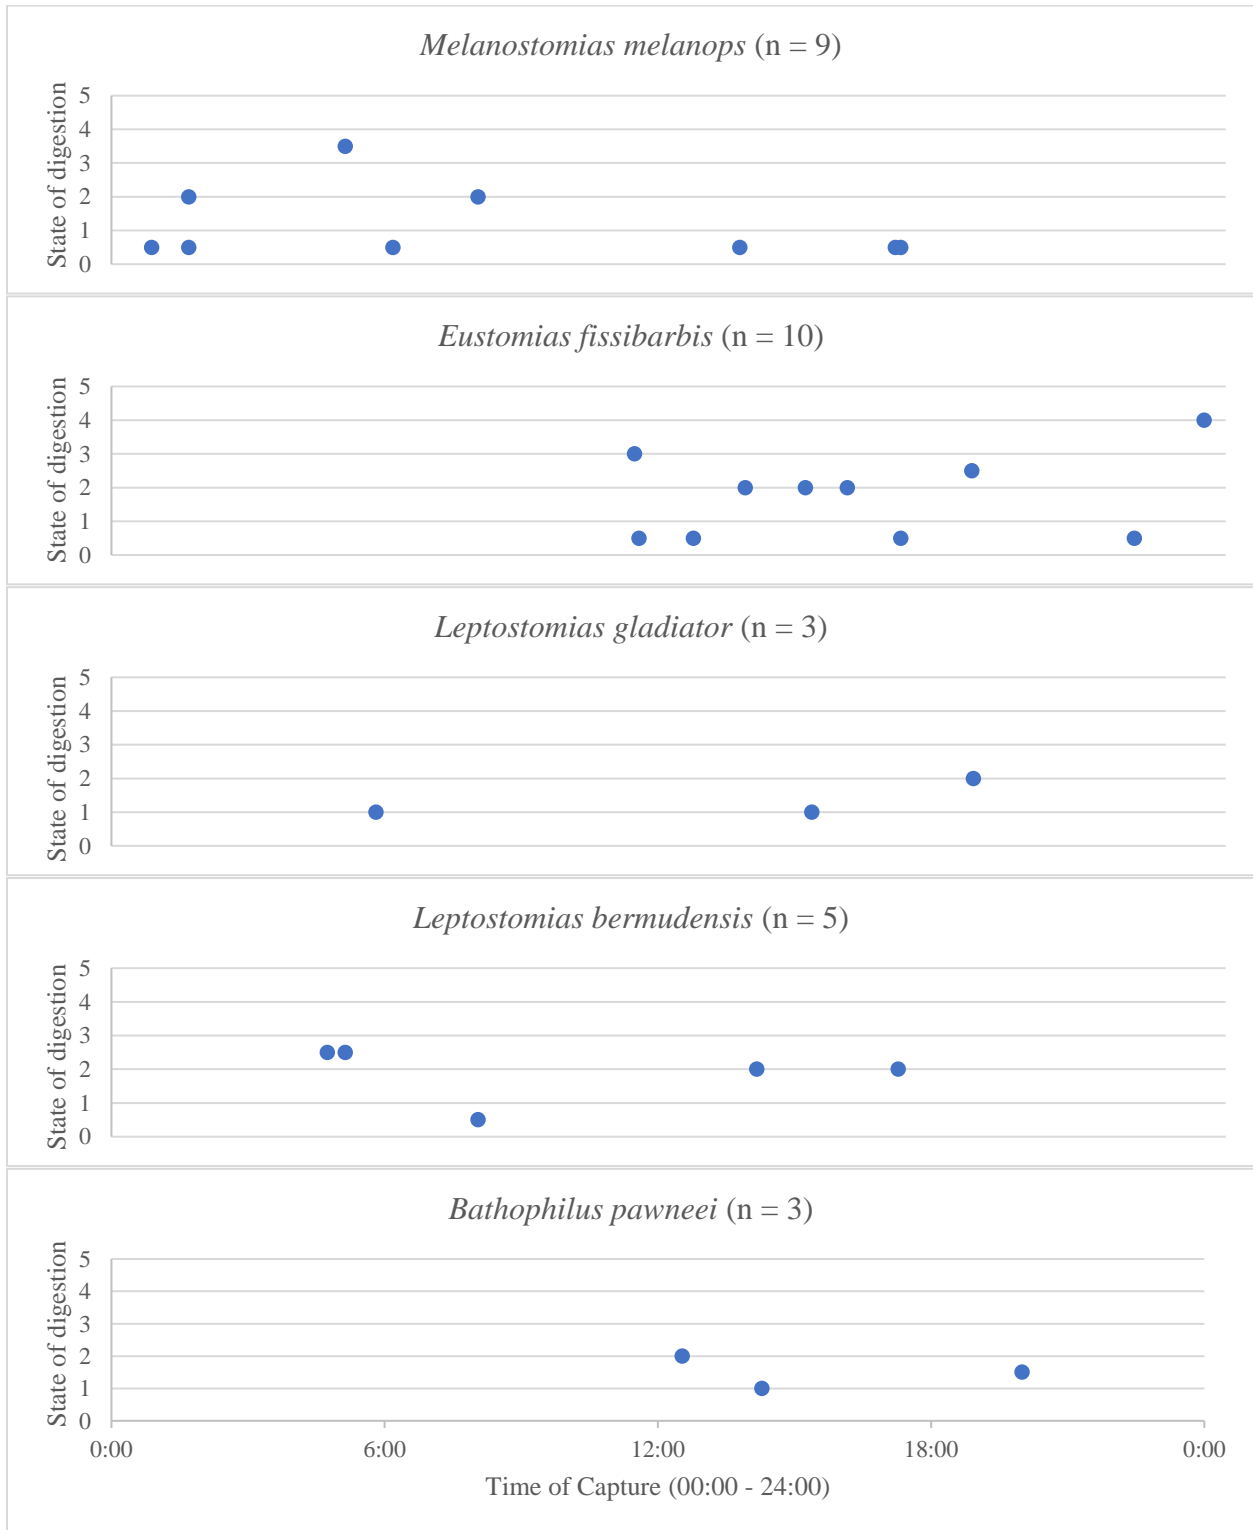 Melanostomias melanops (n = 9)
State of digestion
5
4
3
2
1
0
Eustomias fissibarbis (n = 10)
State of digestion
5
4
3
2
1
0
Leptostomias gladiator (n = 3)
State of digestion
5
4
3
2
1
0
Leptostomias bermudensis (n = 5)
State of digestion
5
4
3
2
1
0
Bathophilus pawneei (n = 3)
State of digestion
5
4
3
2
1
0
0:00 6:00 12:00 18:00 0:00
Time of Capture (00:00 - 24:00)